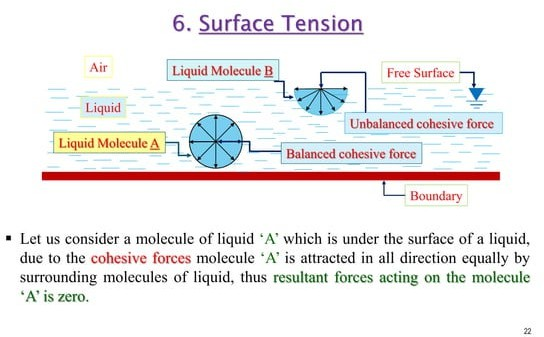 6. Surface Tension
Air
Liquid Molecule B
Free Surface
Liquid
Unbalanced cohesive force
Liquid Molecule A
Balanced cohesive force
Boundary
▪ Let us consider a molecule of liquid ‘A’ which is under the surface of a liquid,
due to the cohesive forces molecule ‘A’ is attracted in all direction equally by
surrounding molecules of liquid, thus resultant forces acting on the molecule
‘A’ is zero.
22